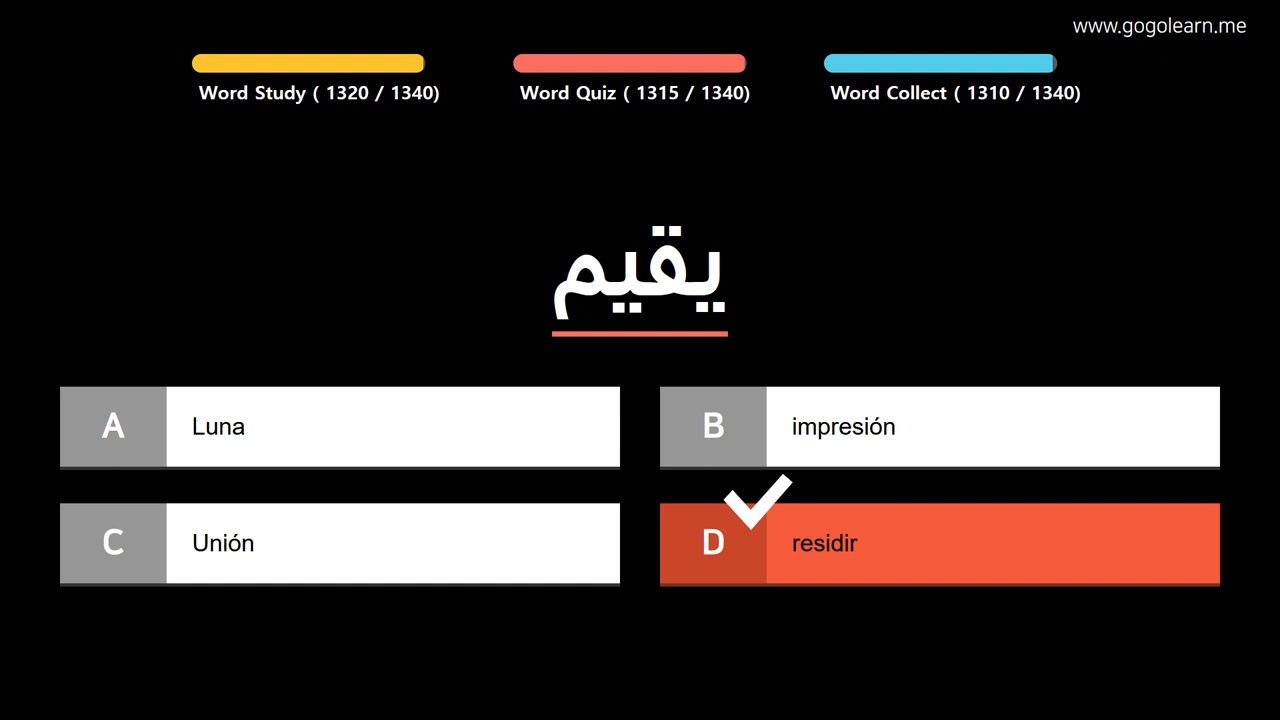 www.gogolearn.me
Word Study ( 1320 / 1340)
Word Quiz ( 1315 / 1340)
Word Collect ( 1310 / 1340)
يقيم
A Luna
B impresión
C Unión
D residir